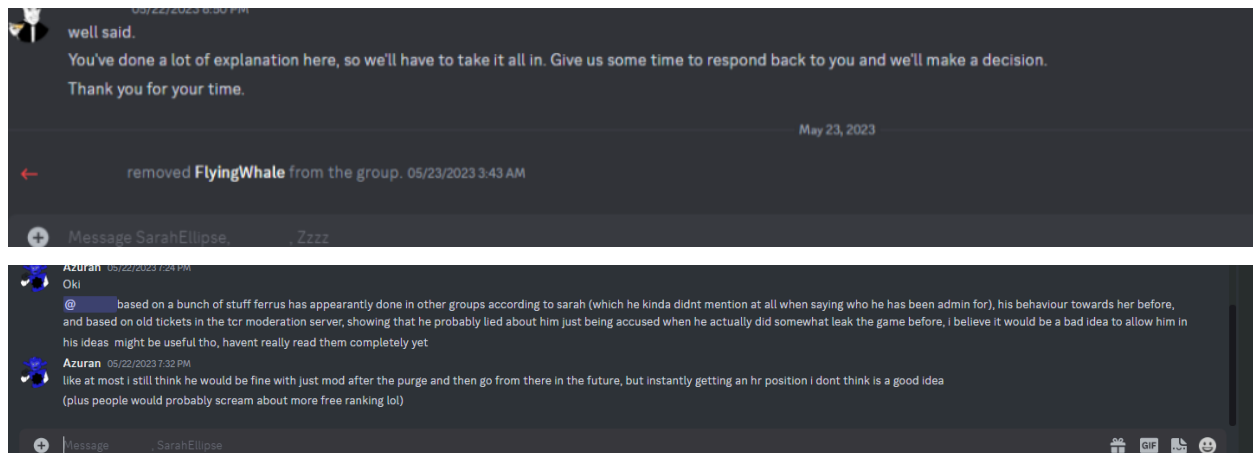 05/22/2023 6:50 PM
well said.
You've done a lot of explanation here, so we'll have to take it all in. Give us some time to respond back to you and we'll make a decision.
Thank you for your time.
May 23, 2023
removed FlyingWhale from the group. 05/23/2023 3:43 AM
Message SarahEllipse, , Zzzz
Azuran 05/22/2023 7:24 PM
Oki
@ based on a bunch of stuff ferrus has appearantly done in other groups according to sarah (which he kinda didnt mention at all when saying who he has been admin for), his behaviour towards her before,
and based on old tickets in the tcr moderation server, showing that he probably lied about him just being accused when he actually did somewhat leak the game before, i believe it would be a bad idea to allow him in
his ideas might be useful tho, havent really read them completely yet
Azuran 05/22/2023 7:32 PM
like at most i still think he would be fine with just mod after the purge and then go from there in the future, but instantly getting an hr position i dont think is a good idea
(plus people would probably scream about more free ranking lol)
Message , SarahEllipse
GIF